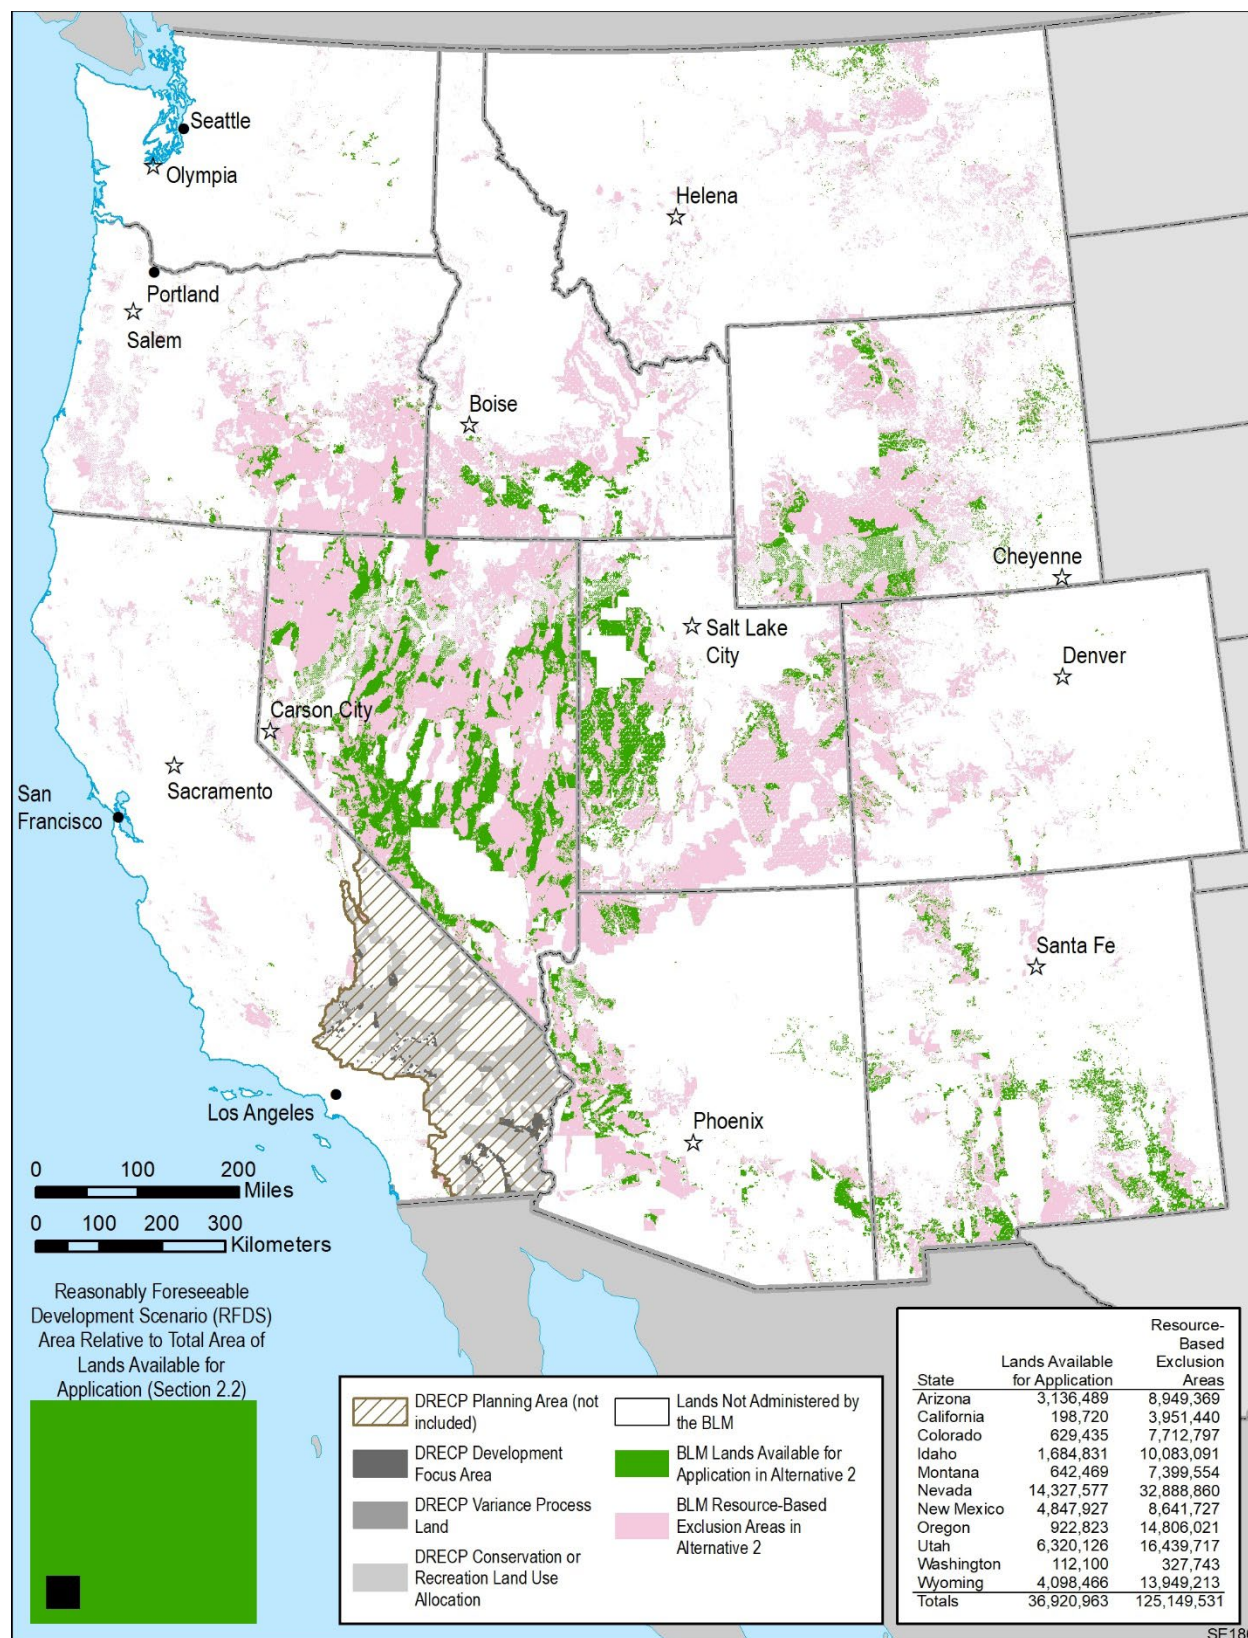 Seattle
Olympia
Helena
Portland
Salem
Boise
Cheyenne
Salt Lake
City
Denver
Carson City
Sacramento
San
Francisco
Santa Fe
Los Angeles
Phoenix
0 100 200
Miles
0 100 200 300
Kilometers
Reasonably Foreseeable
Development Scenario (RFDS)
Area Relative to Total Area of
Lands Available for
Application (Section 2.2)
DRECP Planning Area (not
included)
DRECP Development
Focus Area
DRECP Variance Process
Land
DRECP Conservation or
Recreation Land Use
Allocation
Lands Not Administered by
the BLM
BLM Lands Available for
Application in Alternative 2
BLM Resource-Based
Exclusion Areas in
Alternative 2
Resource-
Based
Lands Available Exclusion
State for Application Areas
Arizona 3,136,489 8,949,369
California 198,720 3,951,440
Colorado 629,435 7,712,797
Idaho 1,684,831 10,083,091
Montana 642,469 7,399,554
Nevada 14,327,577 32,888,860
New Mexico 4,847,927 8,641,727
Oregon 922,823 14,806,021
Utah 6,320,126 16,439,717
Washington 112,100 327,743
Wyoming 4,098,466 13,949,213
Totals 36,920,963 125,149,531